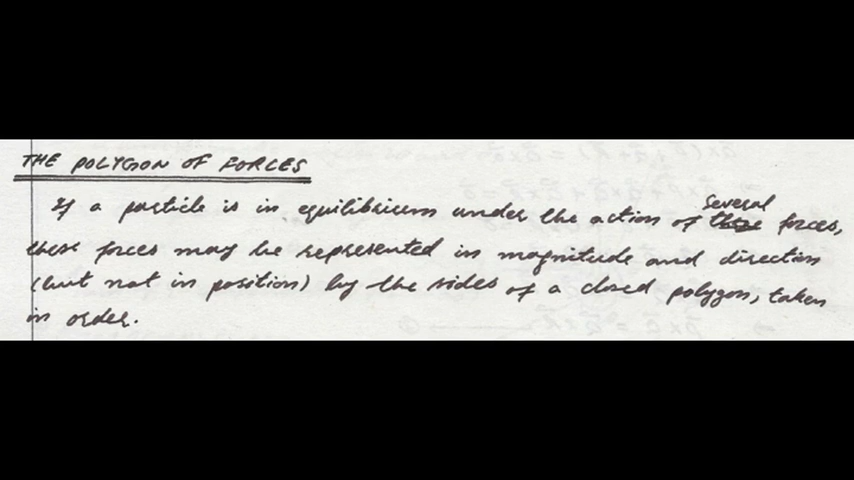 THE POLYGON OF FORCES
If a particle is in equilibrium under the action of Several forces,
these forces may be represented in magnitude and direction
(but not in position) by the sides of a closed polygon, taken
in order.